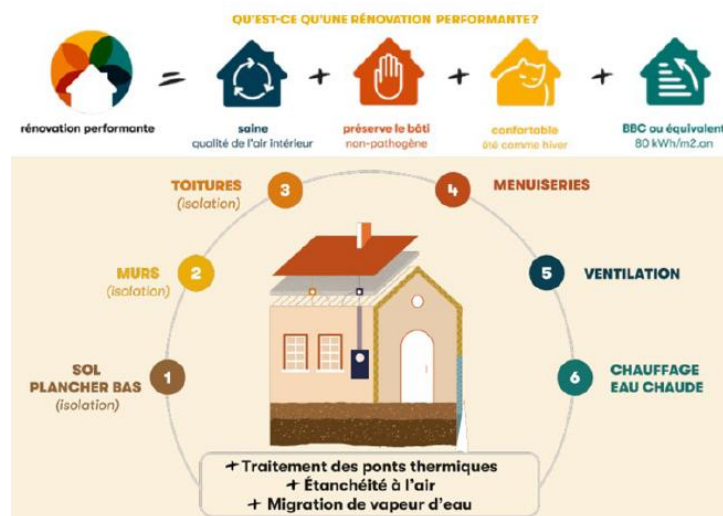 QU'EST-CE QU'UNE RÉNOVATION PERFORMANTE?
=
+
+
+
rénovation performante
saine
qualité de l'air intérieur
préserve le bâti
non-pathogène
confortable
été comme hiver
BBC ou équivalent
80 kWh/m2.an
TOITURES
(isolation)
3
4
MENUISERIES
MURS
(isolation)
2
5
VENTILATION
SOL
PLANCHER BAS
(isolation)
1
6
CHAUFFAGE
EAU CHAUDE
+ Traitement des ponts thermiques
+ Étanchéité à l'air
+ Migration de vapeur d'eau